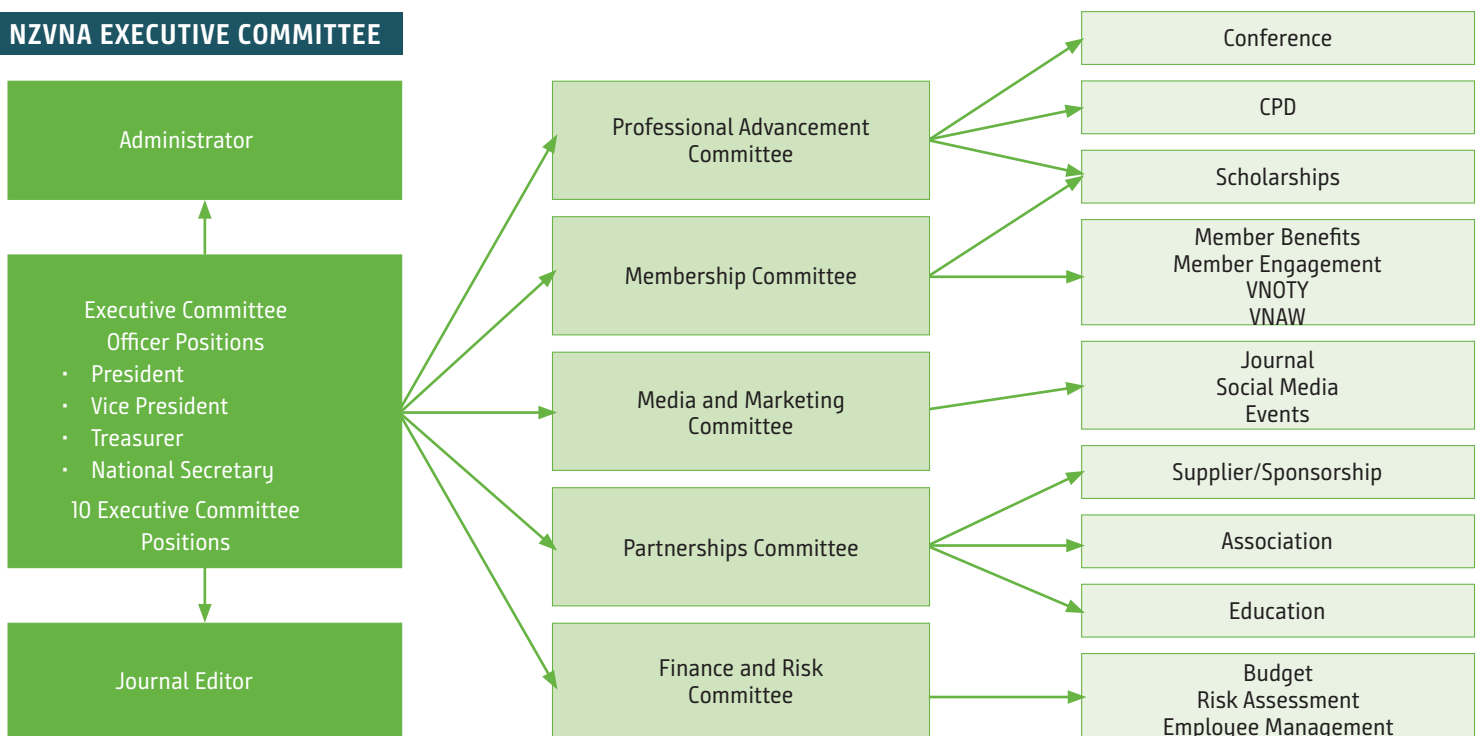 NZVNA EXECUTIVE COMMITTEE
Administrator
Executive Committee
Officer Positions
· President
· Vice President
· Treasurer
· National Secretary
10 Executive Committee
Positions
Journal Editor
Professional Advancement
Committee
Membership Committee
Media and Marketing
Committee
Partnerships Committee
Finance and Risk
Committee
Conference
CPD
Scholarships
Member Benefits
Member Engagement
VNOTY
VNAW
Journal
Social Media
Events
Supplier/Sponsorship
Association
Education
Budget
Risk Assessment
Employee Management